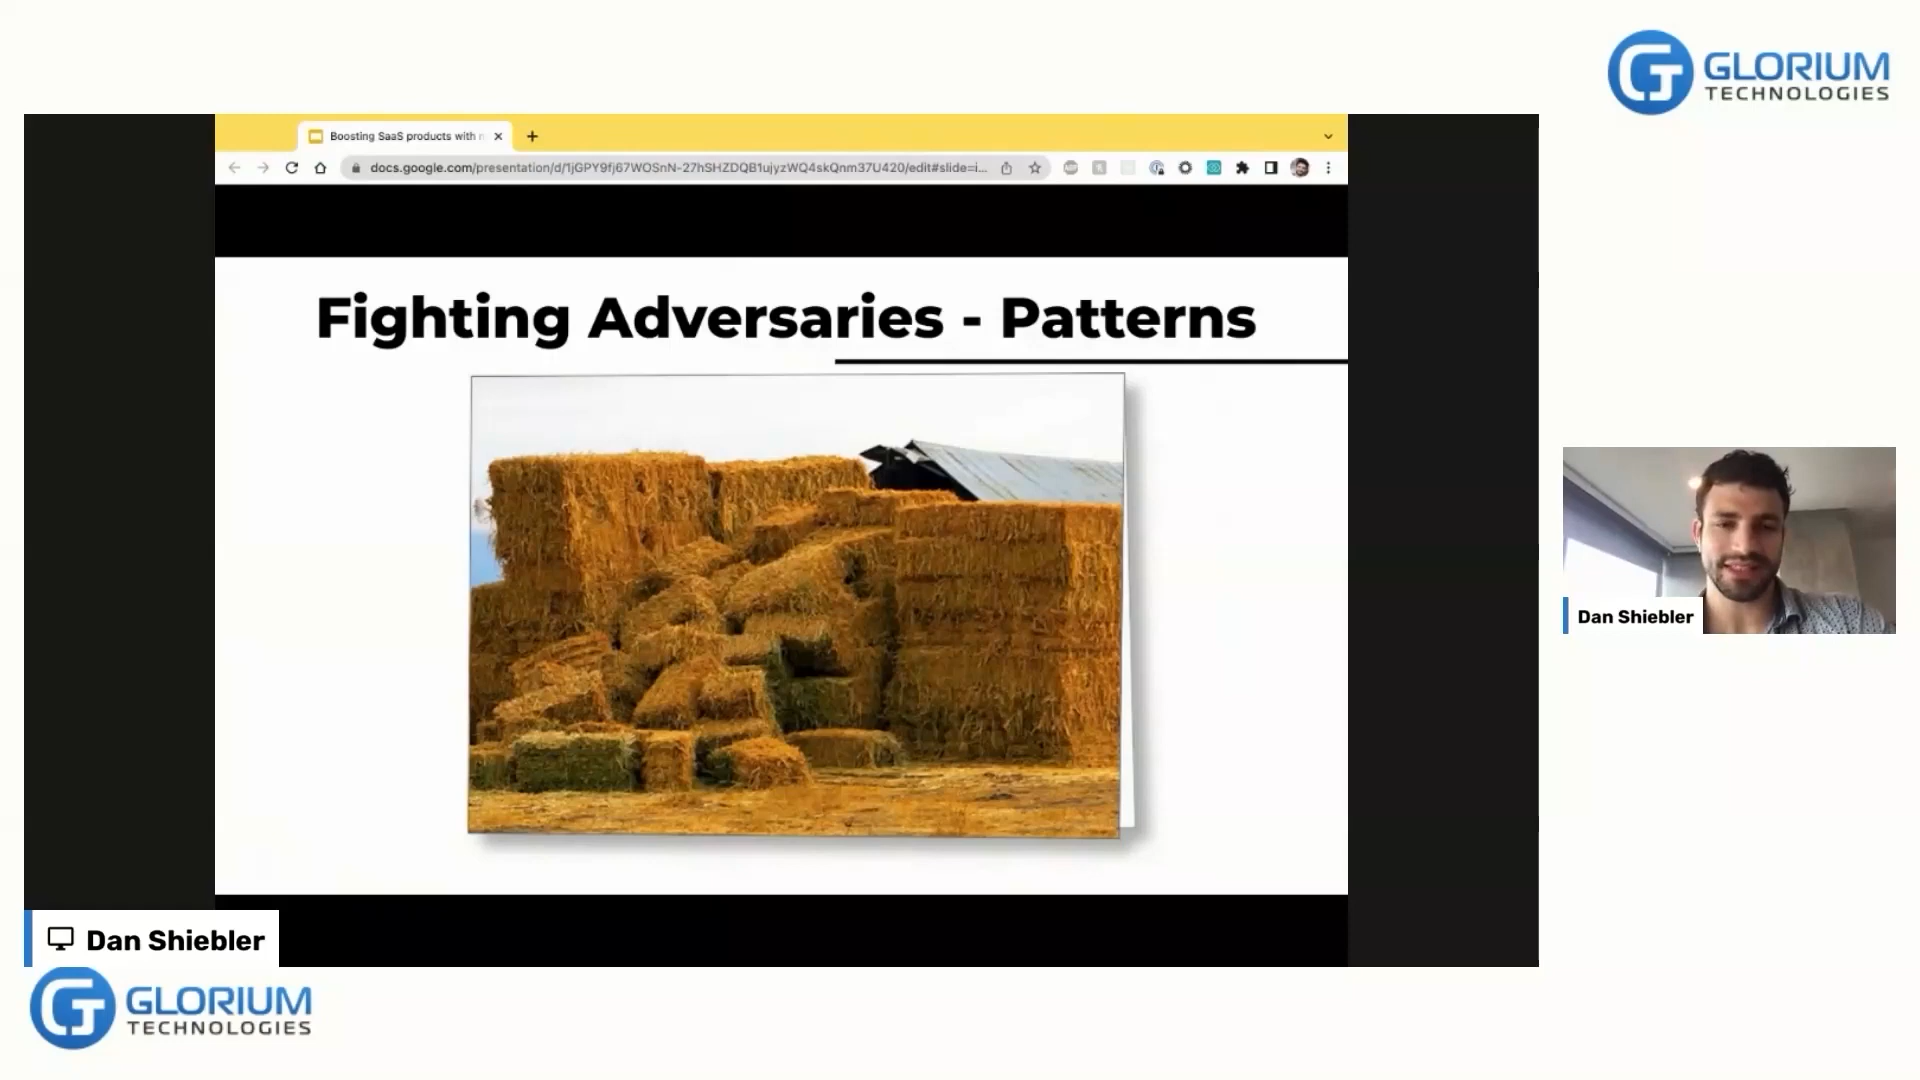 GLORIUM
TECHNOLOGIES
Boosting SaaS products with
docs.google.com/presentation/d/1jGPY9fj67WOSnN-27hSHZDQB1ujyzWQ4skQnm37U420/edit#slide=i...
Fighting Adversaries - Patterns
Dan Shiebler
Dan Shiebler
GLORIUM
TECHNOLOGIES